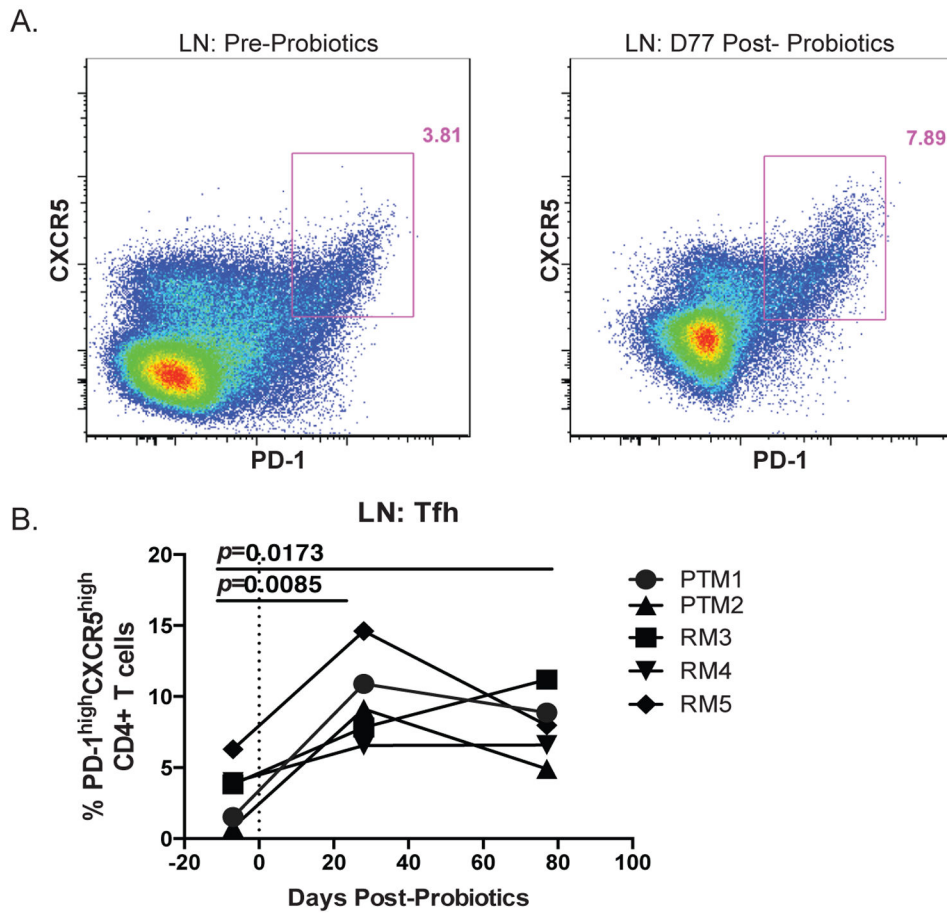 A.
LN: Pre-Probiotics
LN: D77 Post- Probiotics
3.81
7.89
CXCR5
CXCR5
PD-1
PD-1
B.
LN: Tfh
p=0.0173
p=0.0085
% PD-1highCXCR5high
CD4+ T cells
20
15
10
5
0
-20
0
20
40
60
80
100
Days Post-Probiotics
PTM1
PTM2
RM3
RM4
RM5